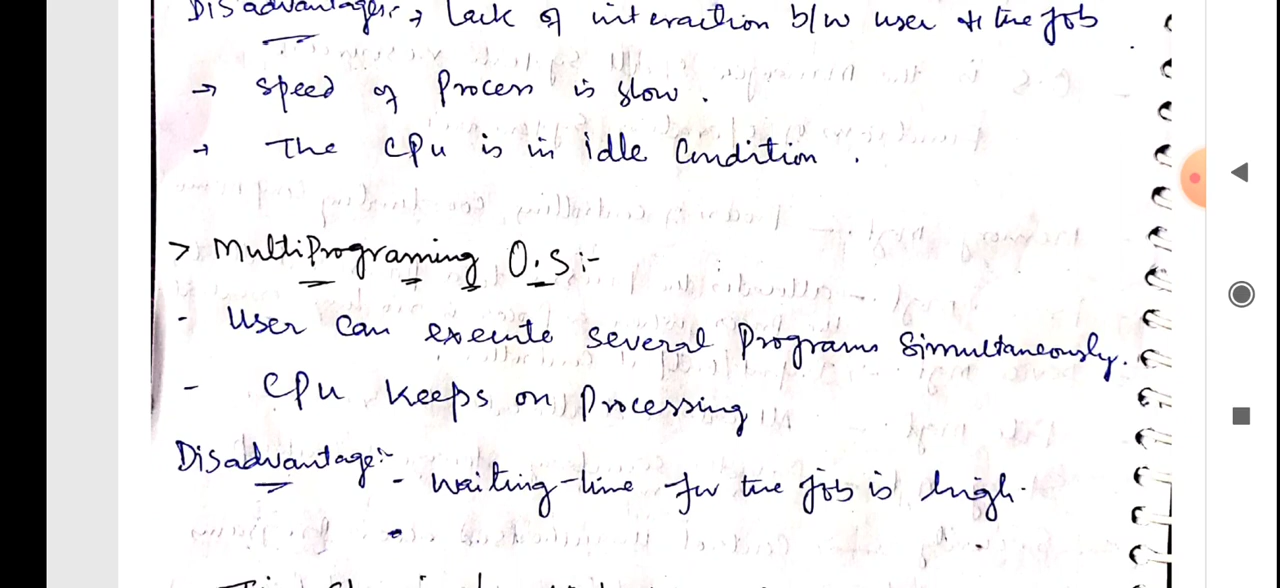 Disadvantages:- → Lack of interaction b/w user & the job
→ Speed of Process is slow.
→ The CPU is in idle Condition.
> MultiPrograming O.S:-
- User can execute several Programs Simultaneously.
- CPU keeps on Processing
Disadvantage:- - Waiting-time for the job is high.